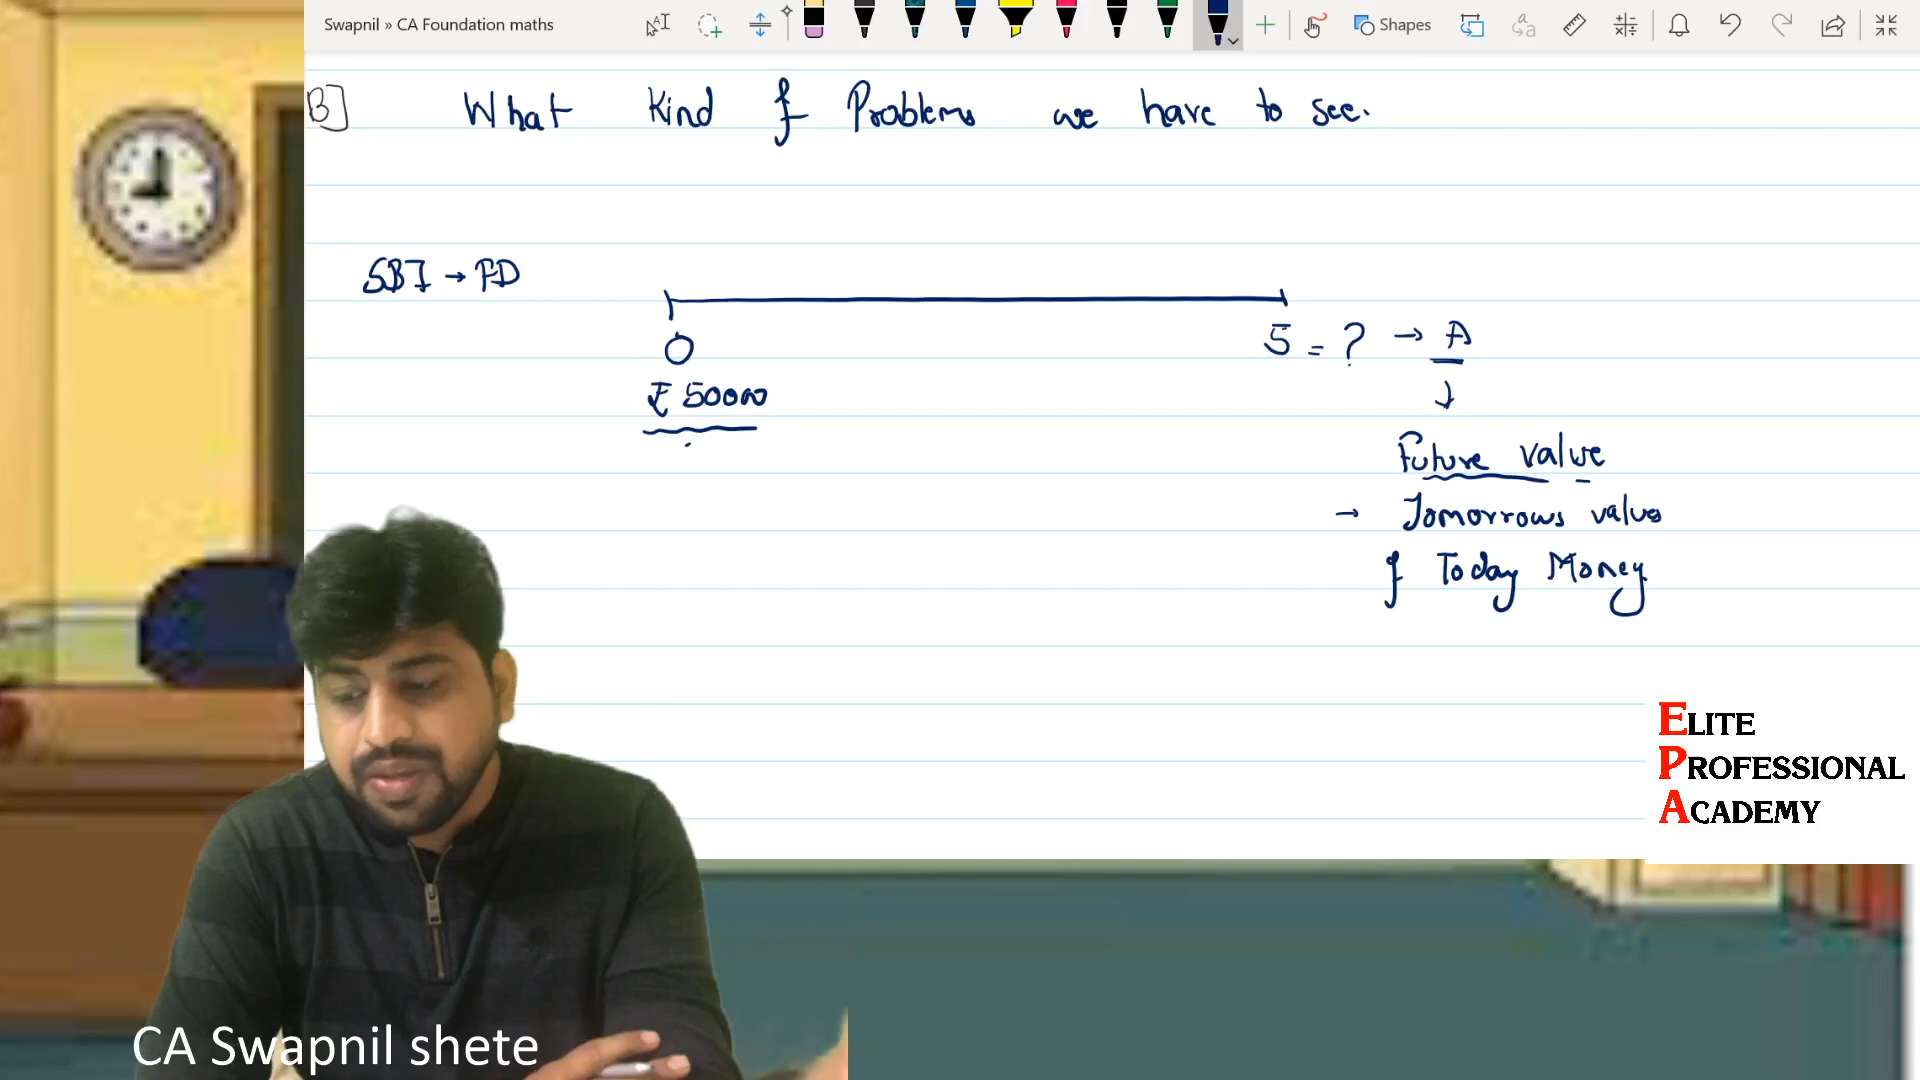 Swapnil » CA Foundation maths
Shapes
B] What Kind of Problems we have to see.
SBI → FD
0
5 = ? → A
₹ 50000
↓
Future value
→ Tomorrows value
of Today Money
ELITE
PROFESSIONAL
ACADEMY
CA Swapnil shete